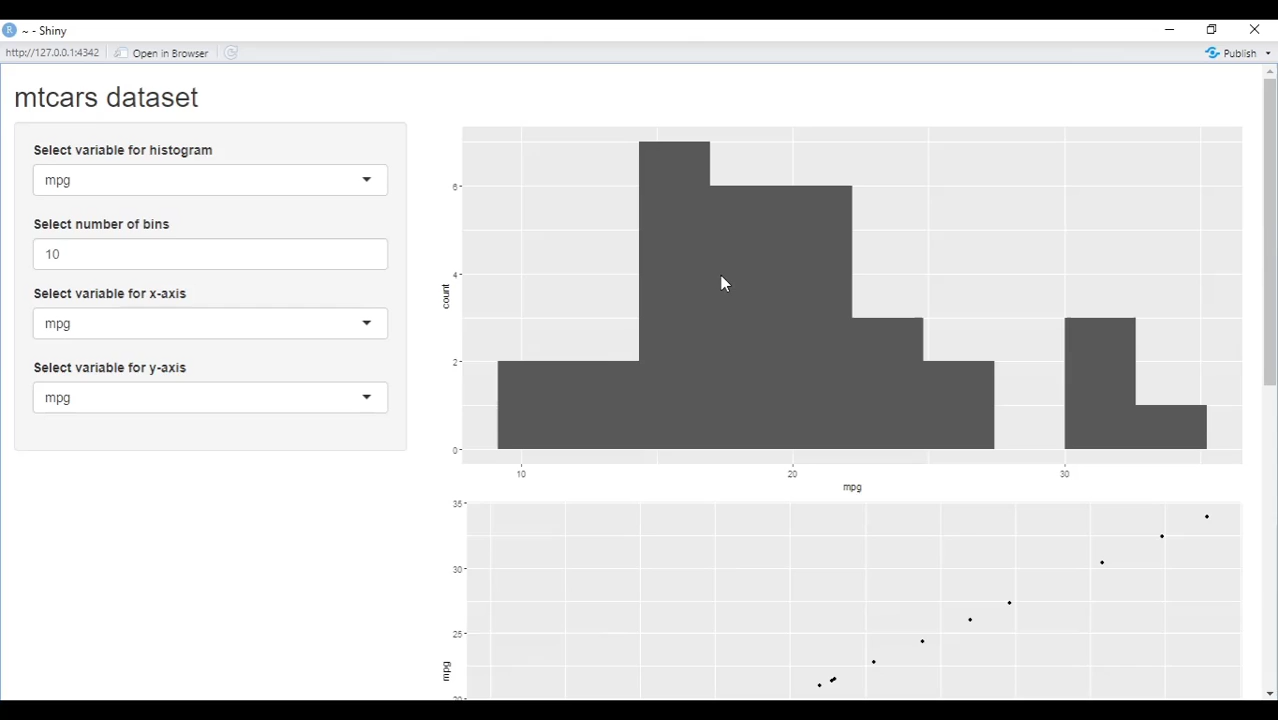 ~ - Shiny
http://127.0.0.1:4342
Open in Browser
Publish
mtcars dataset
Select variable for histogram
mpg
Select number of bins
10
Select variable for x-axis
mpg
Select variable for y-axis
mpg
6
4
2
0
count
10
20
30
mpg
35
30
25
20
mpg